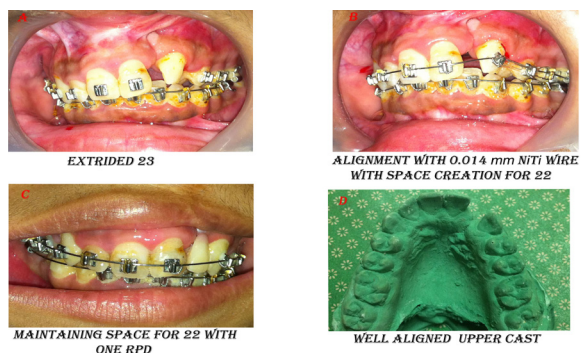 A
EXTRIDED 23
B
ALIGNMENT WITH 0.014 mm NiTi WIRE
WITH SPACE CREATION FOR 22
C
MAINTAINING SPACE FOR 22 WITH
ONE RPD
D
WELL ALIGNED UPPER CAST